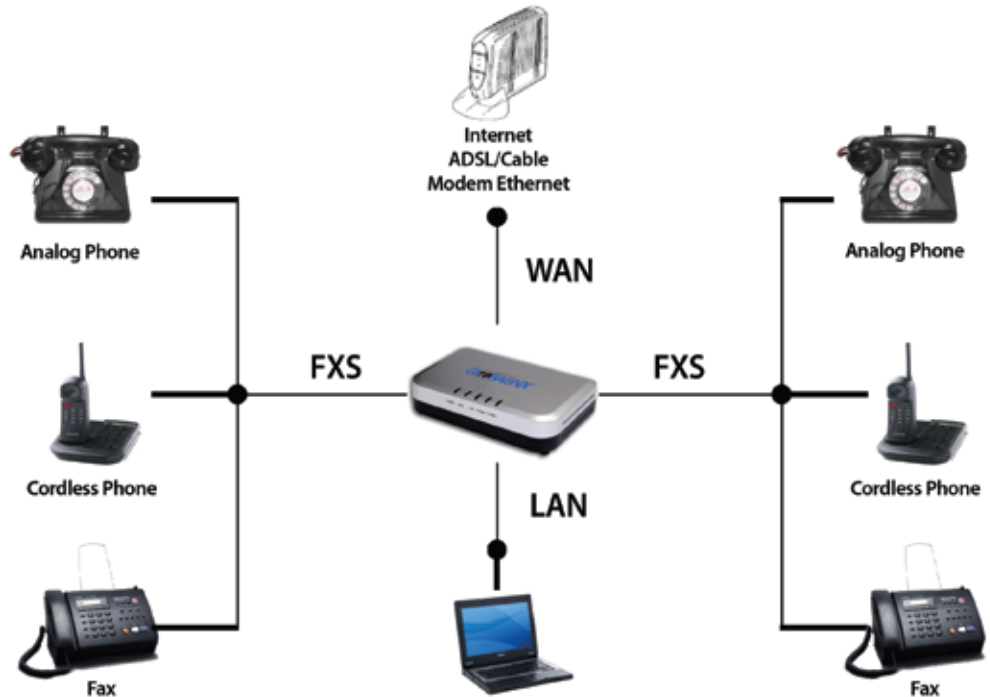 Internet
ADSL/Cable
Modem Ethernet
Analog Phone
Analog Phone
WAN
FXS
FXS
Cordless Phone
Cordless Phone
LAN
Fax
Fax